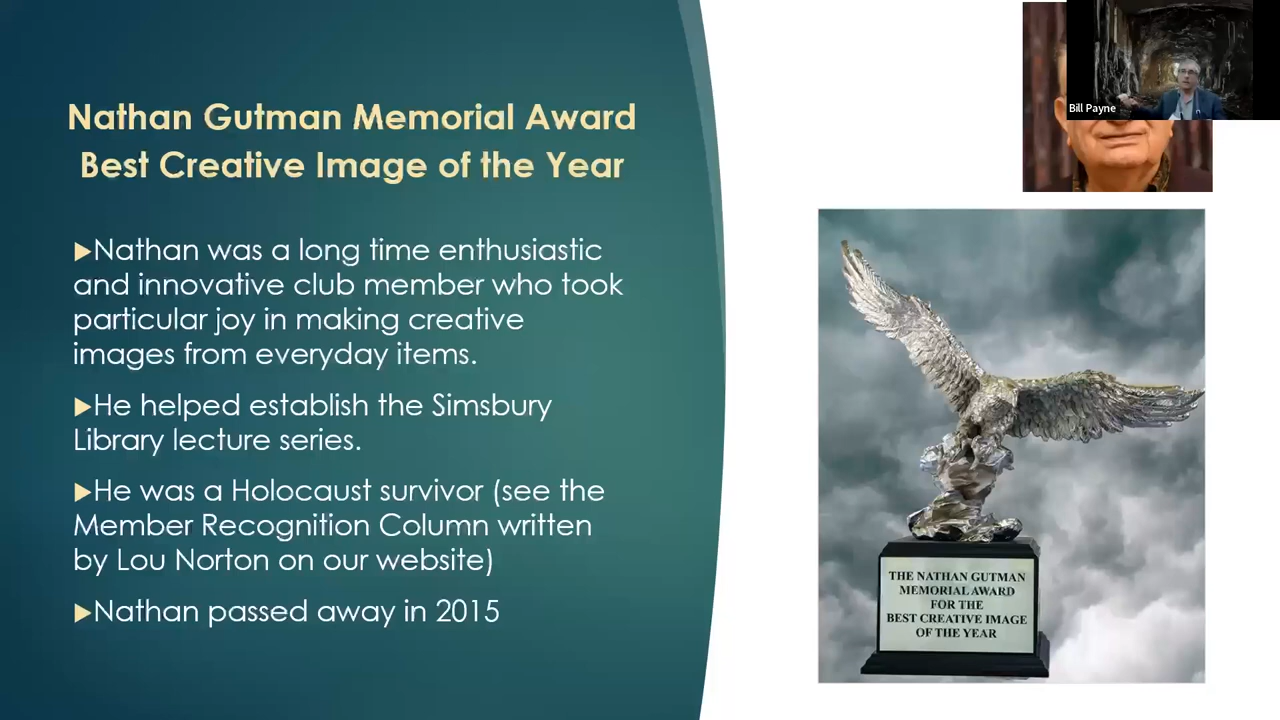 Nathan Gutman Memorial Award
Best Creative Image of the Year
▶Nathan was a long time enthusiastic
and innovative club member who took
particular joy in making creative
images from everyday items.
▶He helped establish the Simsbury
Library lecture series.
▶He was a Holocaust survivor (see the
Member Recognition Column written
by Lou Norton on our website)
▶Nathan passed away in 2015
Bill Payne
THE NATHAN GUTMAN
MEMORIAL AWARD
FOR THE
BEST CREATIVE IMAGE
OF THE YEAR